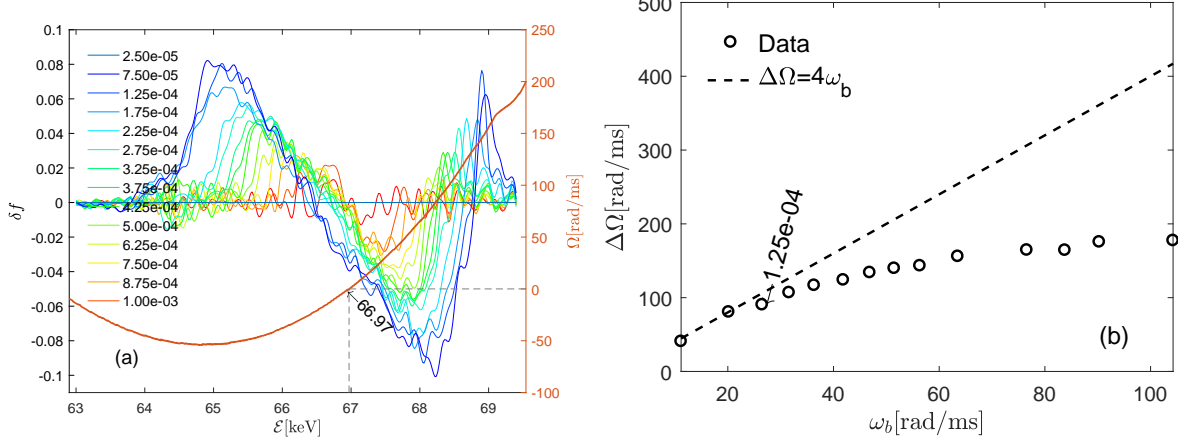 0.1
0.08
0.06
0.04
0.02
0
-0.02
-0.04
-0.06
-0.08
-0.1
δf
2.50e-05
7.50e-05
1.25e-04
1.75e-04
2.25e-04
2.75e-04
3.25e-04
3.75e-04
4.25e-04
5.00e-04
6.25e-04
7.50e-04
8.75e-04
1.00e-03
(a)
66.97
250
200
150
100
50
0
-50
-100
Ω[rad/ms]
63 64 65 66 67 68 69
ℰ[keV]
500
400
300
200
100
0
ΔΩ[rad/ms]
Data
ΔΩ=4ω_b
1.25e-04
(b)
20 40 60 80 100
ω_b[rad/ms]